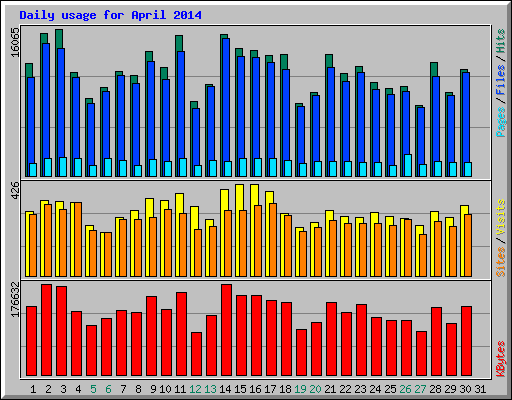 Daily usage for April 2014
16065
Pages / Files / Hits
426
Sites / Visits
176632
KBytes
1 2 3 4 5 6 7 8 9 10 11 12 13 14 15 16 17 18 19 20 21 22 23 24 25 26 27 28 29 30 31